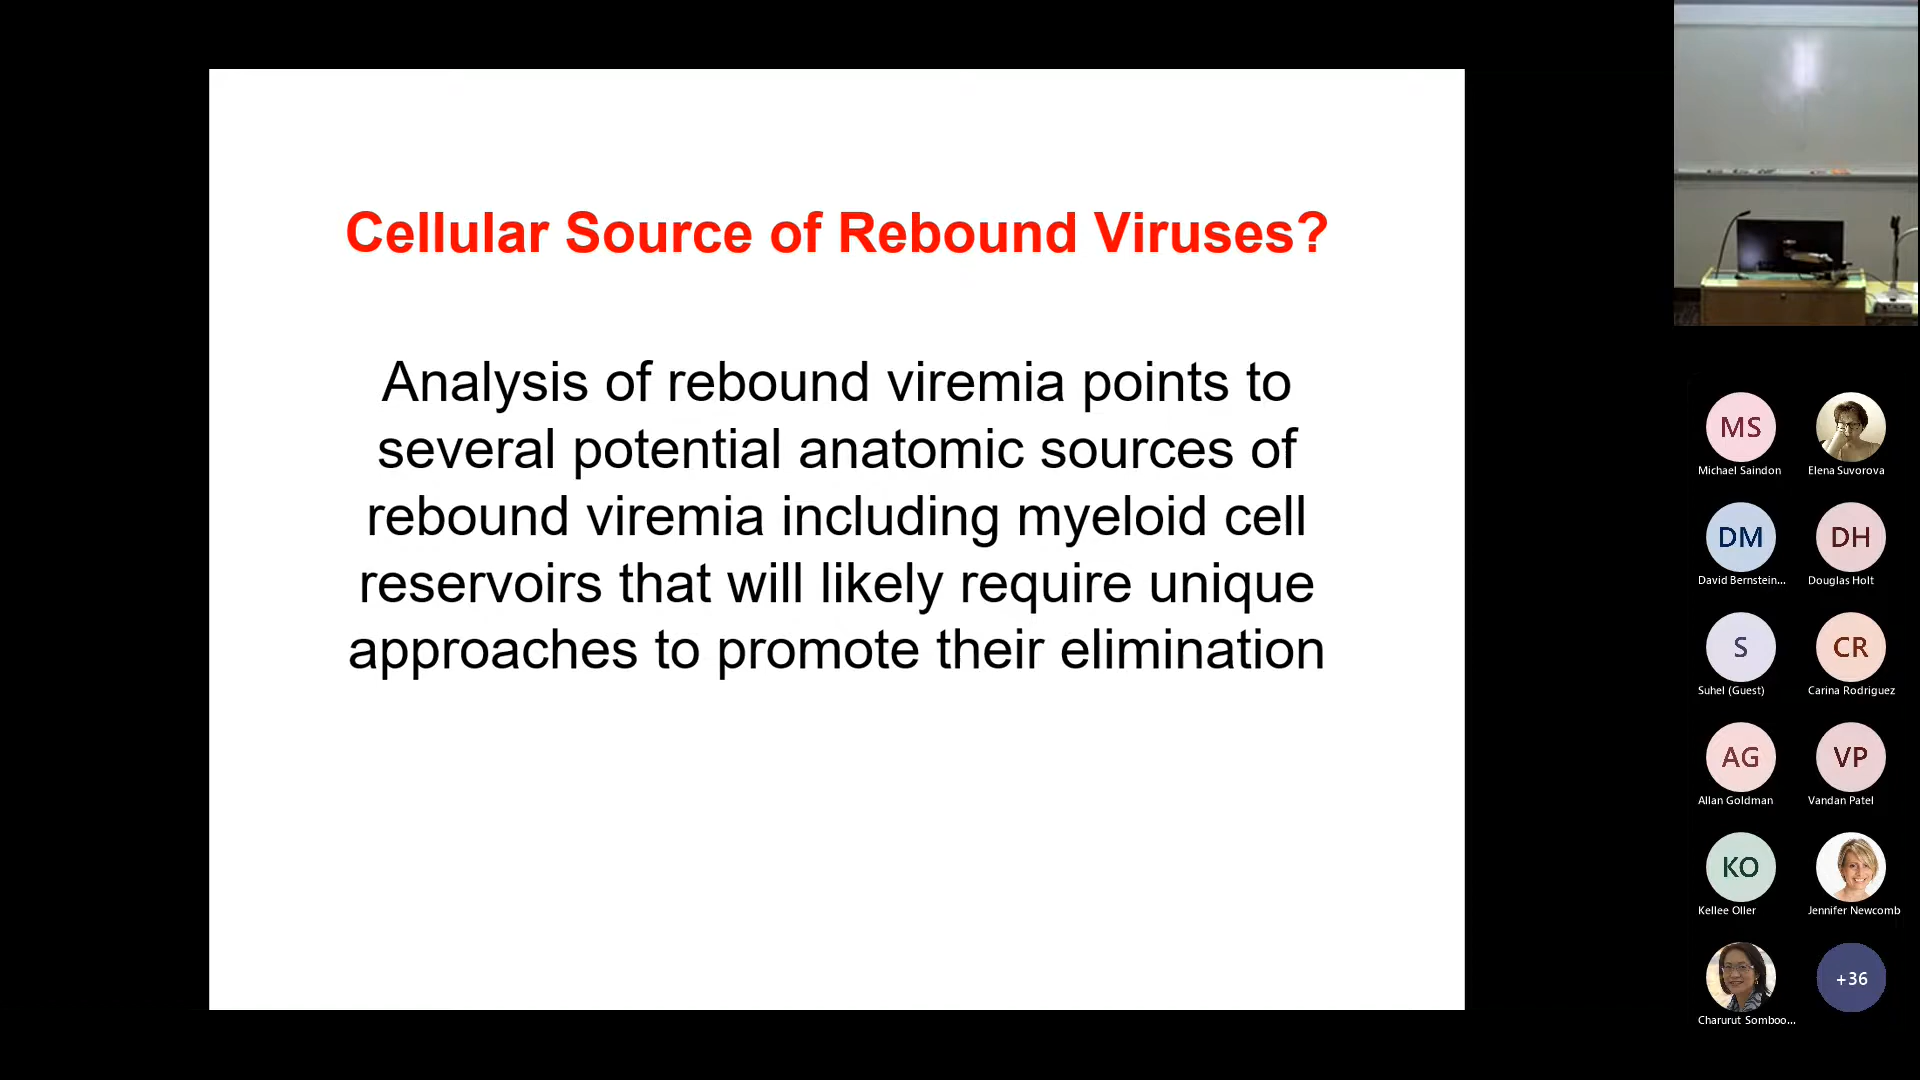 Cellular Source of Rebound Viruses?
Analysis of rebound viremia points to
several potential anatomic sources of
rebound viremia including myeloid cell
reservoirs that will likely require unique
approaches to promote their elimination
MS
Michael Saindon
Elena Suvorova
DM
David Bernstein...
DH
Douglas Holt
S
Suhel (Guest)
CR
Carina Rodriguez
AG
Allan Goldman
VP
Vandan Patel
KO
Kellee Oller
Jennifer Newcomb
Charurut Somboo...
+36